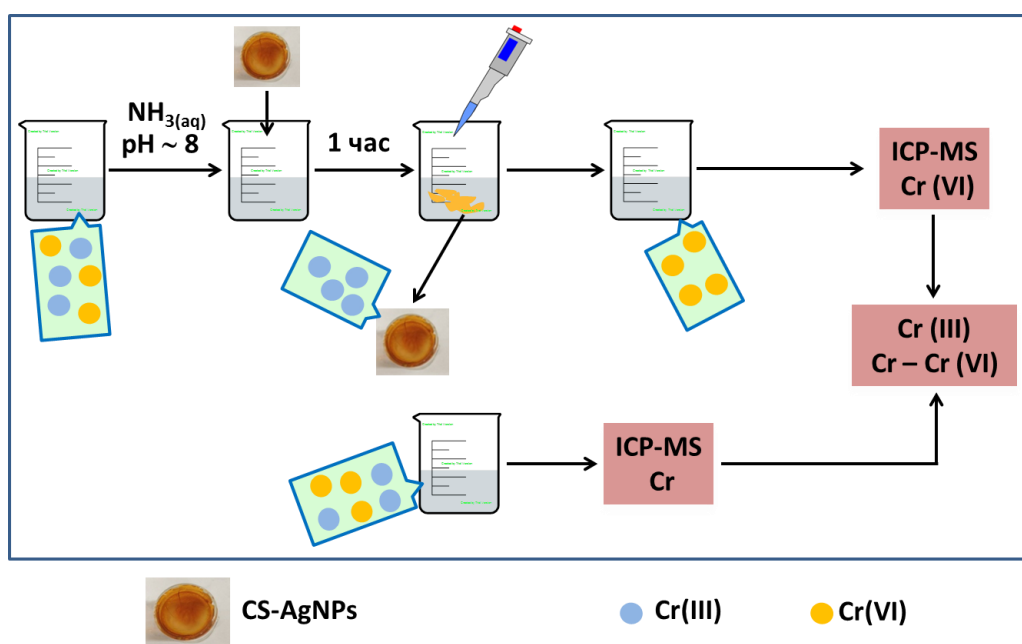 NH3(aq)
pH ~ 8
1 час
ICP-MS
Cr (VI)
Cr (III)
Cr – Cr (VI)
ICP-MS
Cr
CS-AgNPs
Cr(III)
Cr(VI)